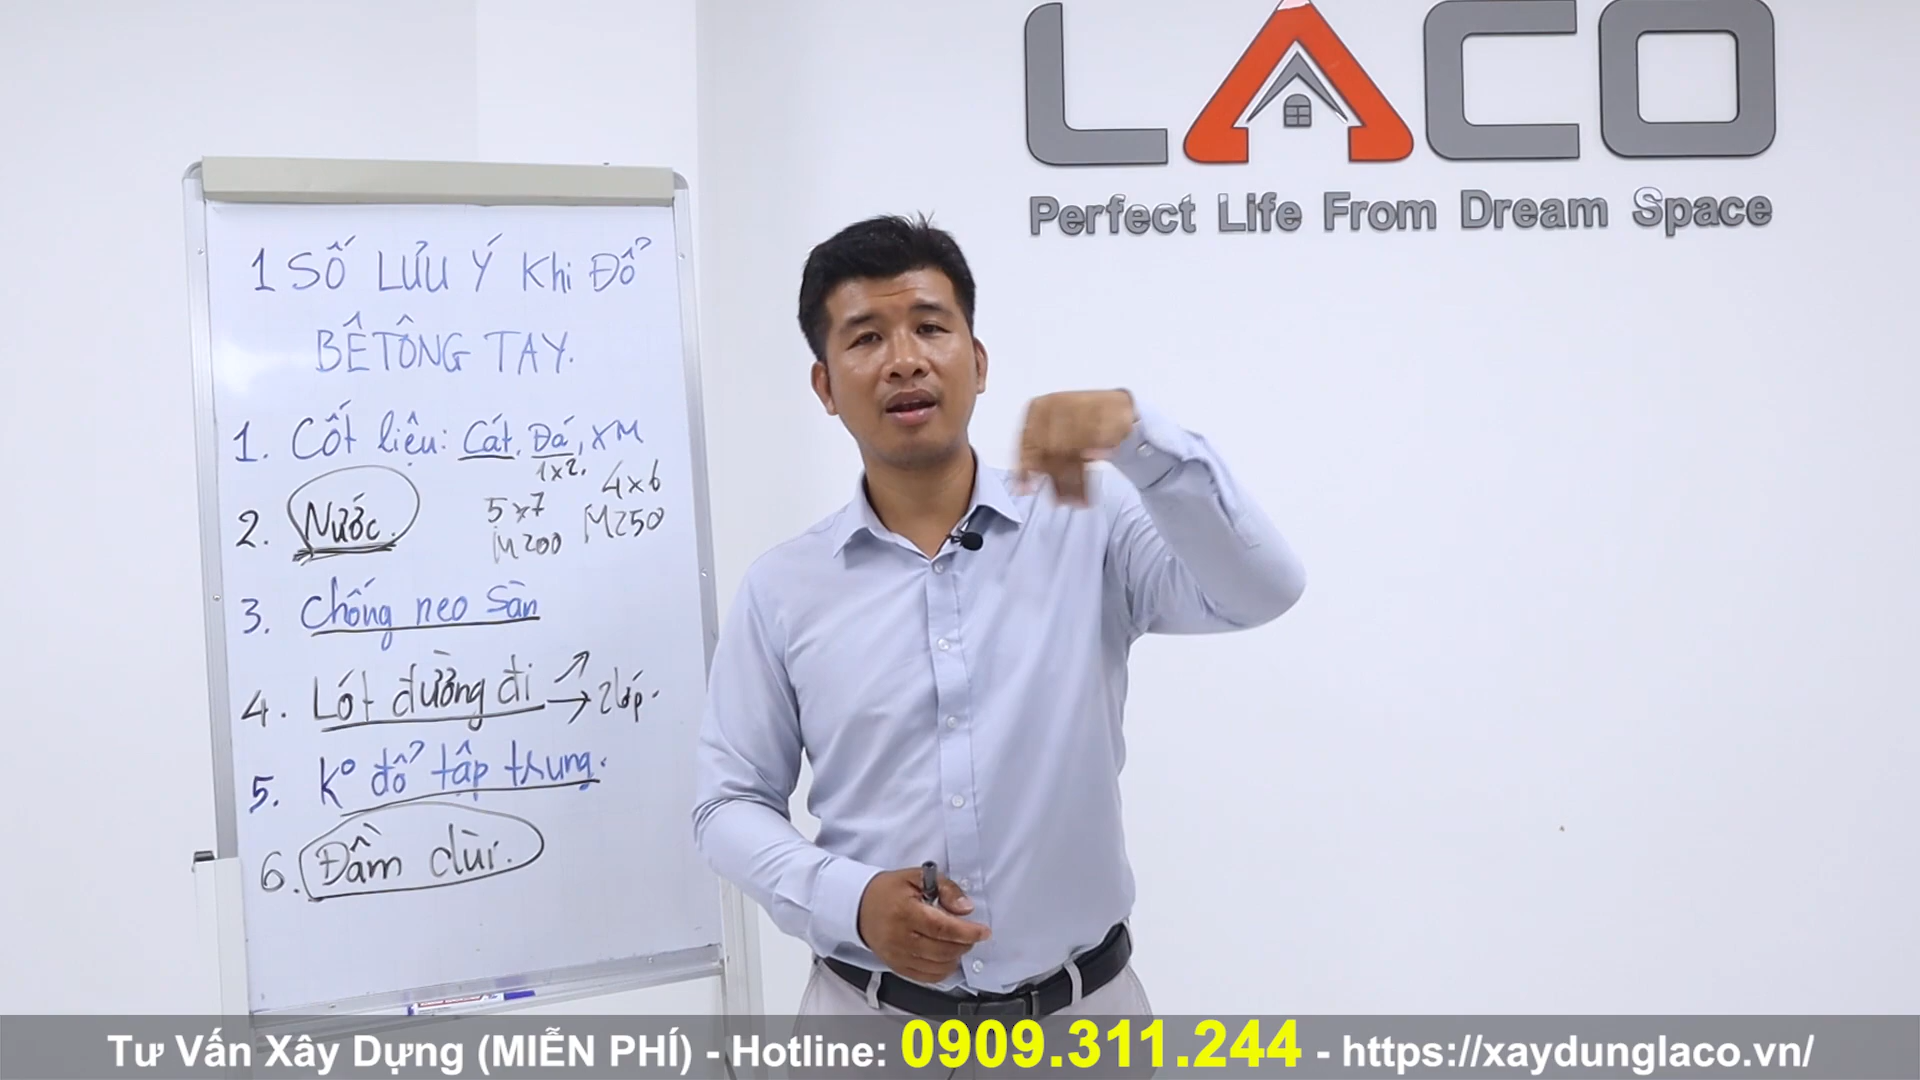 LACO
Perfect Life From Dream Space
1 SỐ LƯU Ý Khi ĐỔ
BÊTÔNG TAY.
1. Cốt liệu: Cát, Đá, XM
1x2.
4x6
2. Nước.
5x7
M200
M250
3. Chống neo sàn
4. Lót đường đi → 2 lớp.
5. Ko đổ tập trung.
6. Đầm dùi.
Tư Vấn Xây Dựng (MIỄN PHÍ) - Hotline: 0909.311.244 - https://xaydunglaco.vn/